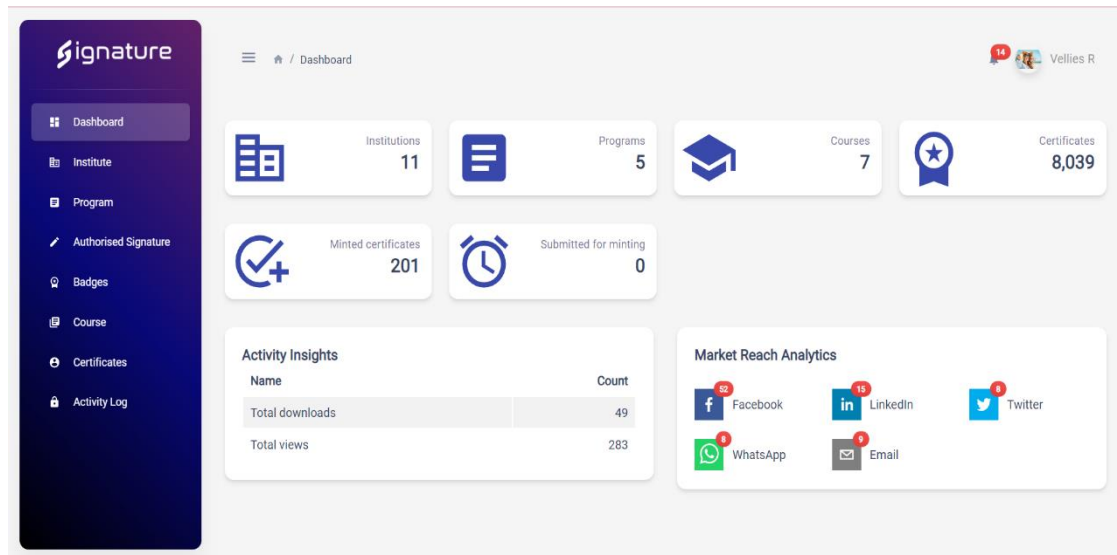 Signature
/ Dashboard
14
Vellies R
Dashboard
Institute
Program
Authorised Signature
Badges
Course
Certificates
Activity Log
Institutions
11
Programs
5
Courses
7
Certificates
8,039
Minted certificates
201
Submitted for minting
0
Activity Insights
Name Count
Total downloads 49
Total views 283
Market Reach Analytics
52
Facebook
15
LinkedIn
8
Twitter
8
WhatsApp
9
Email